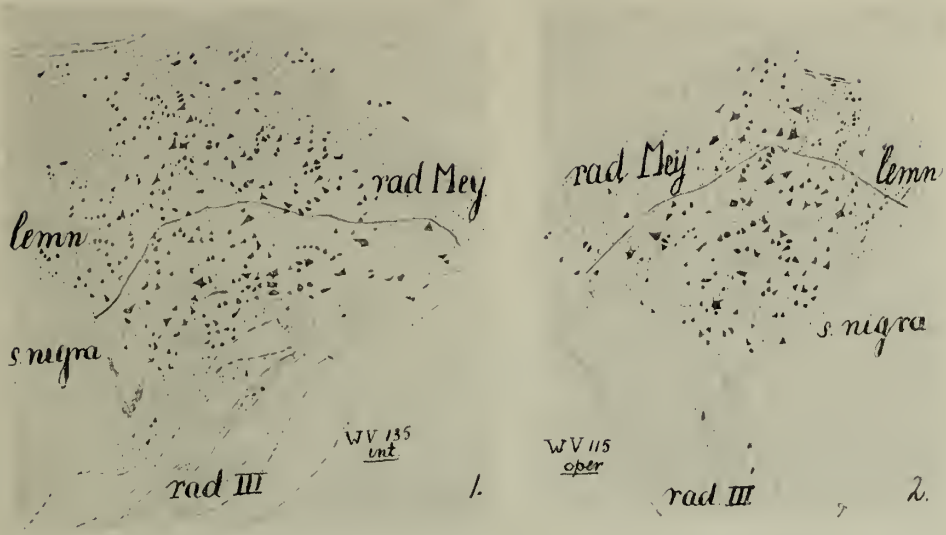 rad Mey
lemn
s. nigra
WV 135
int
rad III
1.
rad Mey
lemn
s. nigra
WV 115
oper
rad III
2.